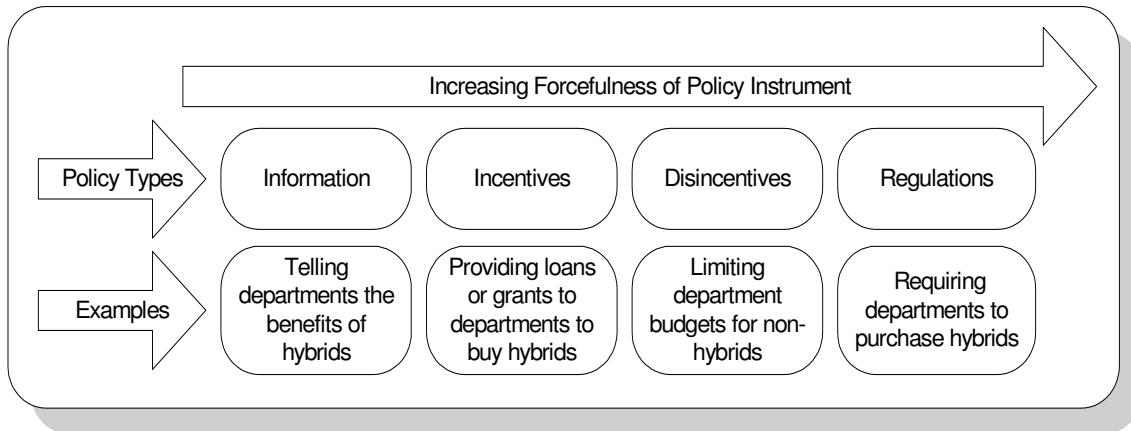 Increasing Forcefulness of Policy Instrument
Policy Types
Information
Incentives
Disincentives
Regulations
Examples
Telling
departments the
benefits of
hybrids
Providing loans
or grants to
departments to
buy hybrids
Limiting
department
budgets for non-
hybrids
Requiring
departments to
purchase hybrids